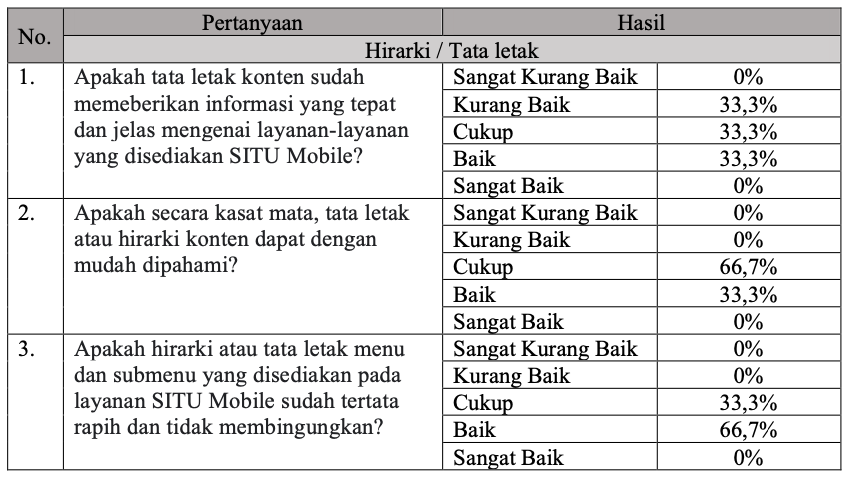 No. Pertanyaan Hasil
Hirarki / Tata letak
1. Apakah tata letak konten sudah Sangat Kurang Baik 0%
memeberikan informasi yang tepat Kurang Baik 33,3%
dan jelas mengenai layanan-layanan Cukup 33,3%
yang disediakan SITU Mobile? Baik 33,3%
Sangat Baik 0%
2. Apakah secara kasat mata, tata letak Sangat Kurang Baik 0%
atau hirarki konten dapat dengan Kurang Baik 0%
mudah dipahami? Cukup 66,7%
Baik 33,3%
Sangat Baik 0%
3. Apakah hirarki atau tata letak menu Sangat Kurang Baik 0%
dan submenu yang disediakan pada Kurang Baik 0%
layanan SITU Mobile sudah tertata Cukup 33,3%
rapih dan tidak membingungkan? Baik 66,7%
Sangat Baik 0%